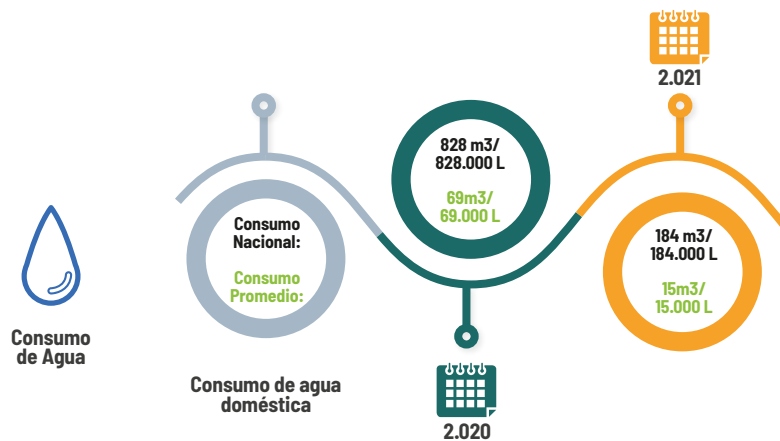 Consumo
de Agua
Consumo
Nacional:
Consumo
Promedio:
Consumo de agua
doméstica
828 m3/
828.000 L
69m3/
69.000 L
2.020
2.021
184 m3/
184.000 L
15m3/
15.000 L